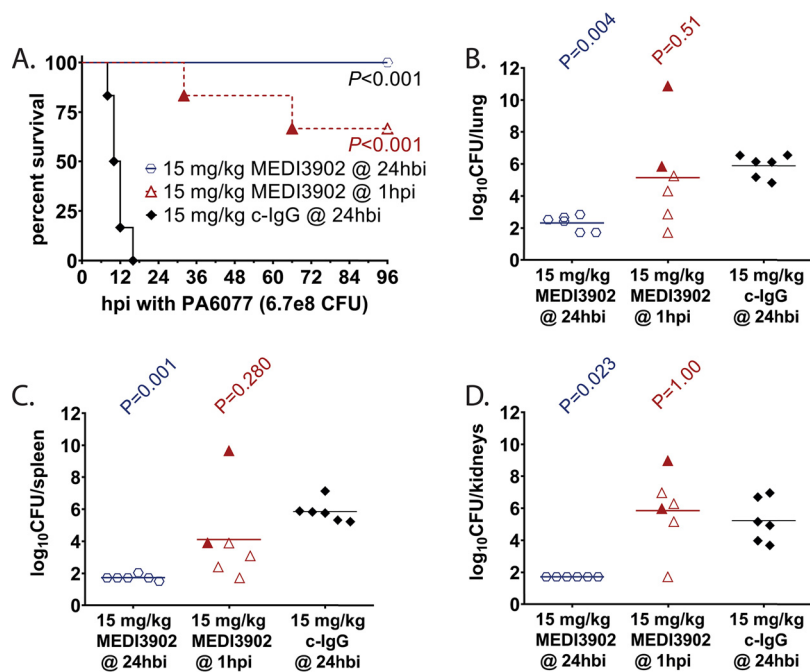 A.
percent survival
100
75
50
25
0
P<0.001
P<0.001
15 mg/kg MEDI3902 @ 24hbi
15 mg/kg MEDI3902 @ 1hpi
15 mg/kg c-IgG @ 24hbi
0 12 24 36 48 60 72 84 96
hpi with PA6077 (6.7e8 CFU)
B.
P=0.004
P=0.51
log10CFU/lung
12
10
8
6
4
2
0
15 mg/kg 15 mg/kg 15 mg/kg
MEDI3902 MEDI3902 c-IgG
@ 24hbi @ 1hpi @ 24hbi
C.
P=0.001
P=0.280
log10CFU/spleen
12
10
8
6
4
2
0
15 mg/kg 15 mg/kg 15 mg/kg
MEDI3902 MEDI3902 c-IgG
@ 24hbi @ 1hpi @ 24hbi
D.
P=0.023
P=1.00
log10CFU/kidneys
12
10
8
6
4
2
0
15 mg/kg 15 mg/kg 15 mg/kg
MEDI3902 MEDI3902 c-IgG
@ 24hbi @ 1hpi @ 24hbi